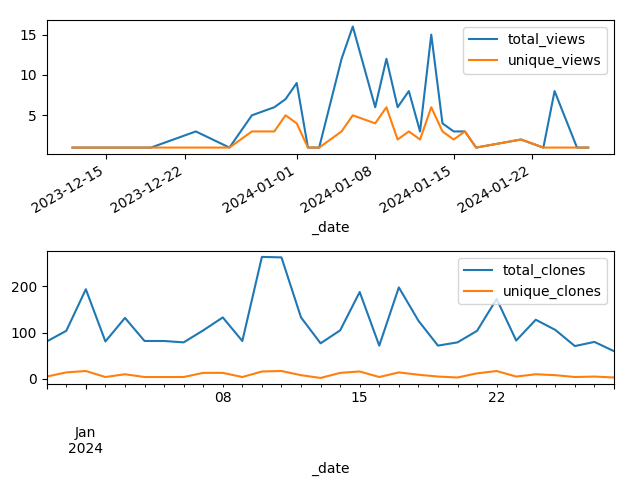 15
10
5
total_views
unique_views
2023-12-15
2023-12-22
2024-01-01
2024-01-08
2024-01-15
2024-01-22
_date
200
100
0
total_clones
unique_clones
08
15
22
Jan
2024
_date